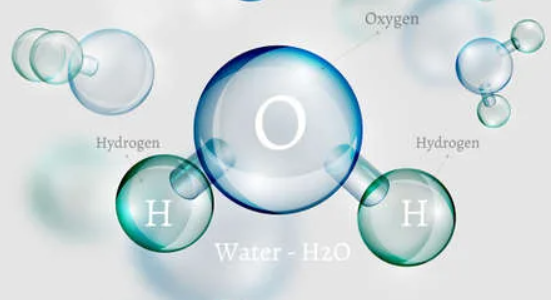 Oxygen
O
Hydrogen
Hydrogen
H
H
Water - H2O